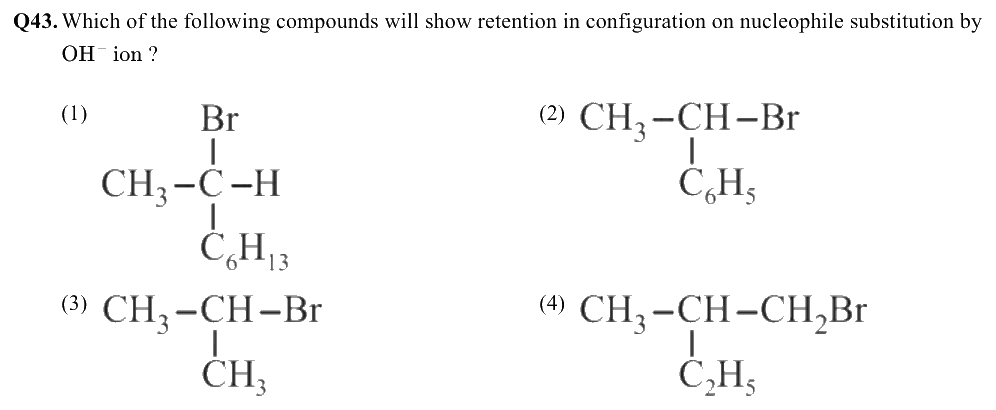 Q43. Which of the following compounds will show retention in configuration on nucleophile substitution by
OH⁻ ion ?
(1) Br
CH₃–C–H
C₆H₁₃
(2) CH₃–CH–Br
C₆H₅
(3) CH₃–CH–Br
CH₃
(4) CH₃–CH–CH₂Br
C₂H₅